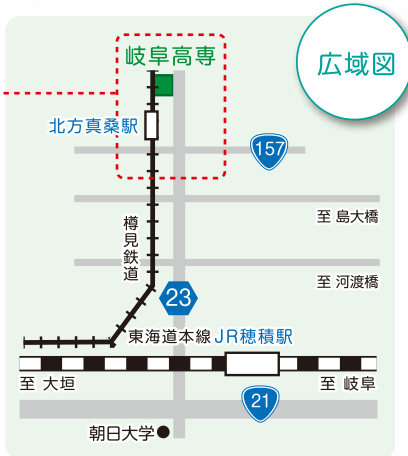 岐阜高専
広域図
北方真桑駅
157
至 島大橋
樽見鉄道
至 河渡橋
23
東海道本線 JR穂積駅
至 大垣
至 岐阜
21
朝日大学